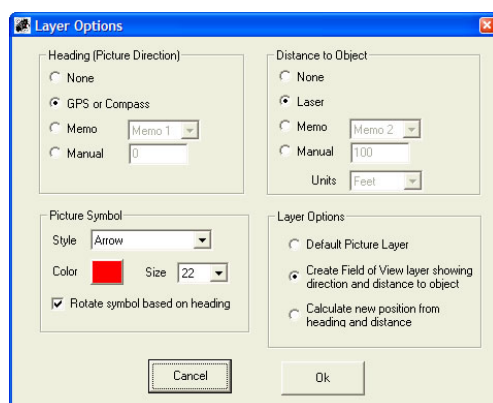 Layer Options
Heading (Picture Direction)
None
GPS or Compass
Memo Memo 1
Manual 0
Distance to Object
None
Laser
Memo Memo 2
Manual 100
Units Feet
Picture Symbol
Style Arrow
Color Size 22
Rotate symbol based on heading
Layer Options
Default Picture Layer
Create Field of View layer showing
direction and distance to object
Calculate new position from
heading and distance
Cancel Ok